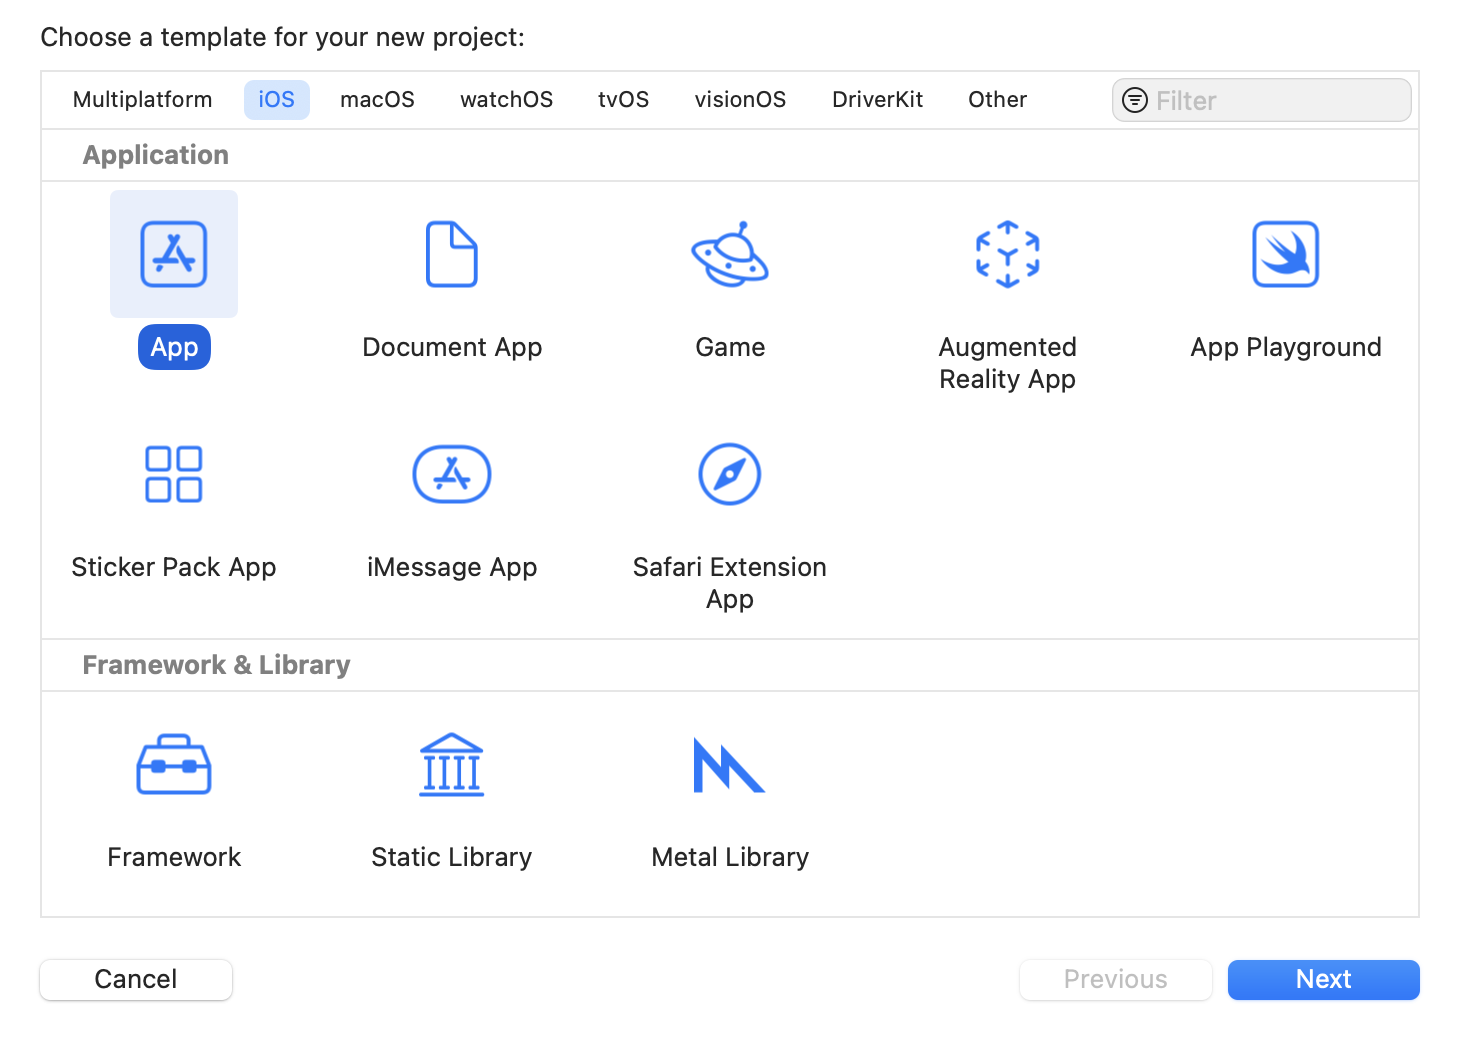 Choose a template for your new project:
Multiplatform iOS macOS watchOS tvOS visionOS DriverKit Other Filter
Application
App Document App Game Augmented App Playground
Reality App
Sticker Pack App iMessage App Safari Extension
App
Framework & Library
Framework Static Library Metal Library
Cancel Previous Next